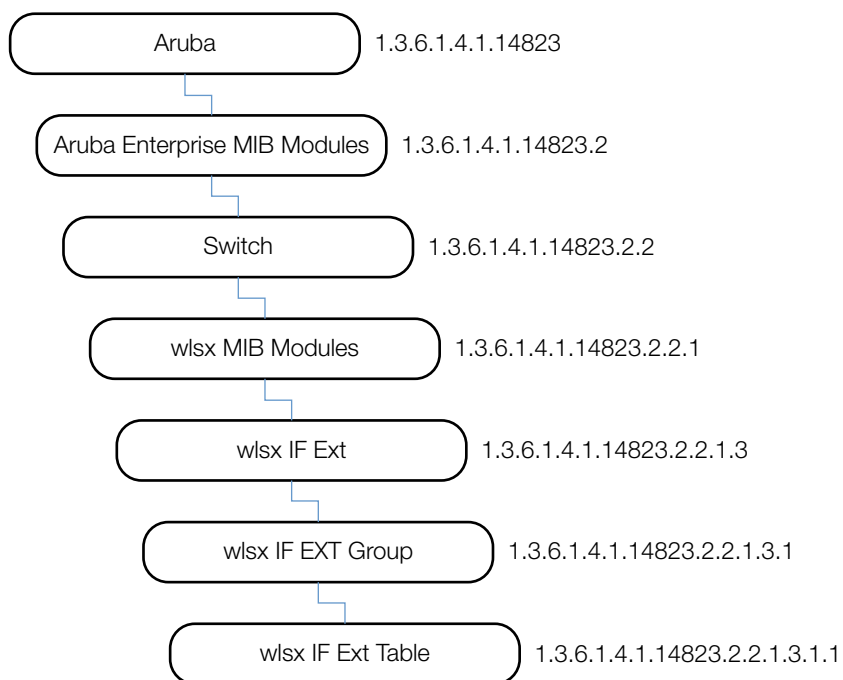 Aruba 1.3.6.1.4.1.14823
Aruba Enterprise MIB Modules 1.3.6.1.4.1.14823.2
Switch 1.3.6.1.4.1.14823.2.2
wlsx MIB Modules 1.3.6.1.4.1.14823.2.2.1
wlsx IF Ext 1.3.6.1.4.1.14823.2.2.1.3
wlsx IF EXT Group 1.3.6.1.4.1.14823.2.2.1.3.1
wlsx IF Ext Table 1.3.6.1.4.1.14823.2.2.1.3.1.1